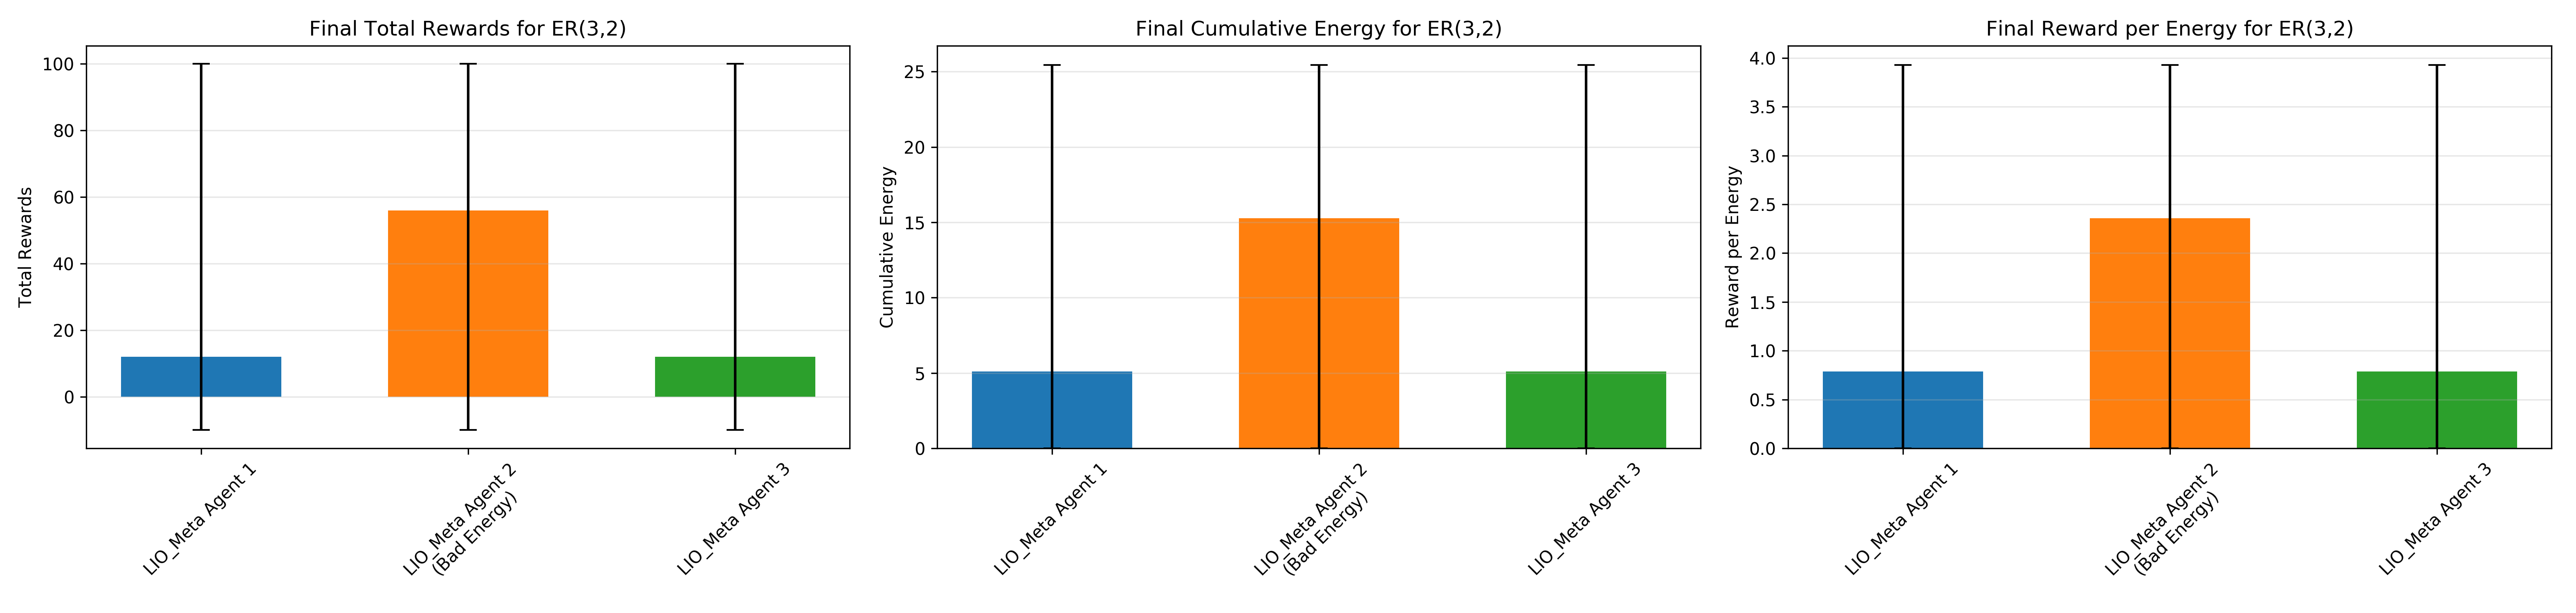 Final Total Rewards for ER(3,2)
Total Rewards
100
80
60
40
20
0
LIO_Meta Agent 1
LIO_Meta Agent 2
(Bad Energy)
LIO_Meta Agent 3
Final Cumulative Energy for ER(3,2)
Cumulative Energy
25
20
15
10
5
0
LIO_Meta Agent 1
LIO_Meta Agent 2
(Bad Energy)
LIO_Meta Agent 3
Final Reward per Energy for ER(3,2)
Reward per Energy
4.0
3.5
3.0
2.5
2.0
1.5
1.0
0.5
0.0
LIO_Meta Agent 1
LIO_Meta Agent 2
(Bad Energy)
LIO_Meta Agent 3